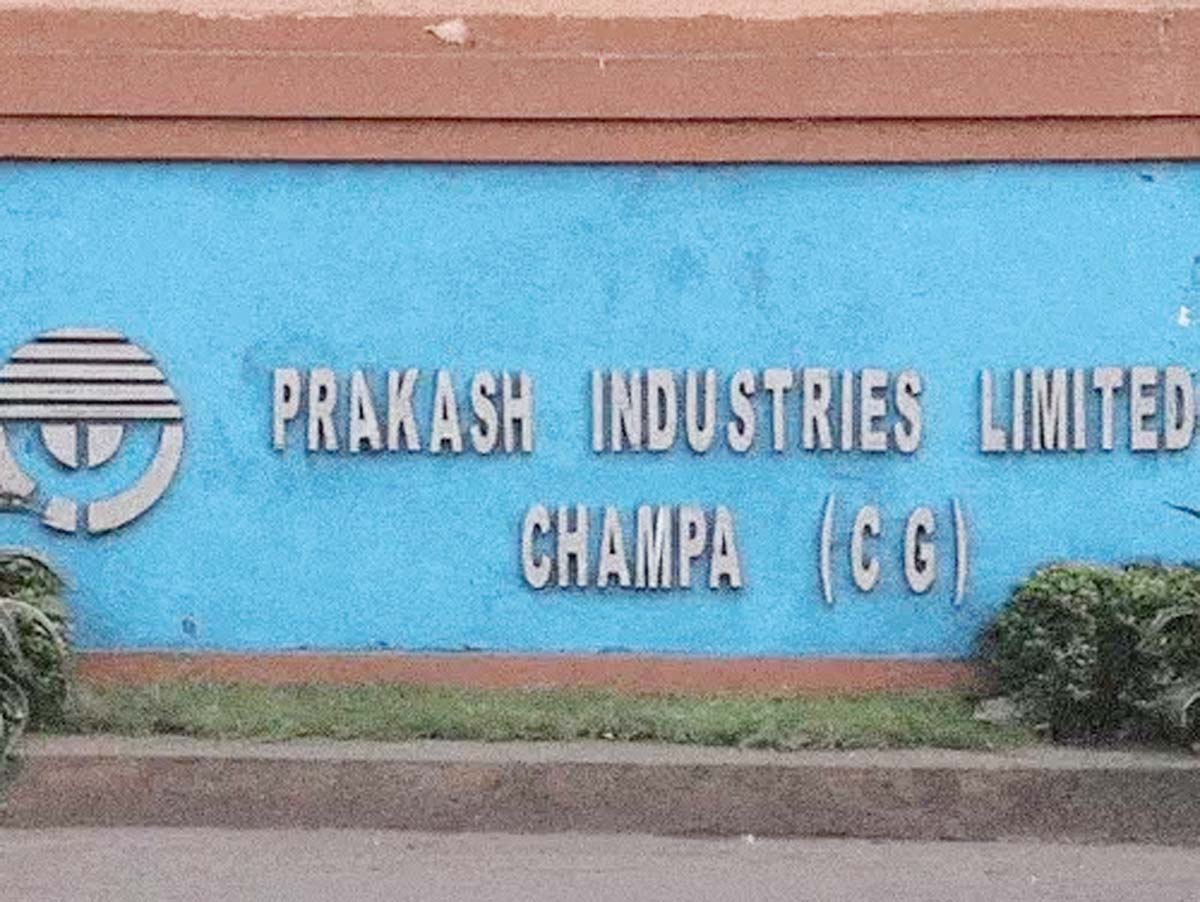 PRAKASH INDUSTRIES LIMITED
CHAMPA (CG)